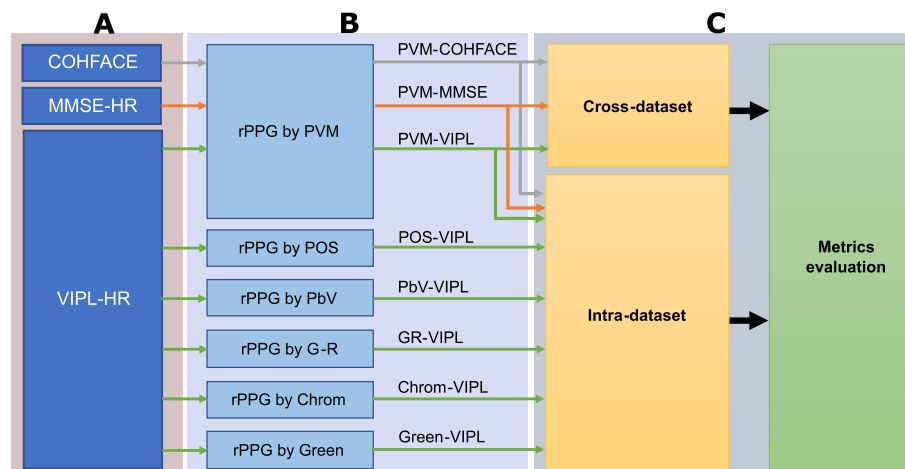 A
B
C
COHFACE
MMSE-HR
VIPL-HR
rPPG by PVM
rPPG by POS
rPPG by PbV
rPPG by G-R
rPPG by Chrom
rPPG by Green
PVM-COHFACE
PVM-MMSE
PVM-VIPL
POS-VIPL
PbV-VIPL
GR-VIPL
Chrom-VIPL
Green-VIPL
Cross-dataset
Intra-dataset
Metrics
evaluation